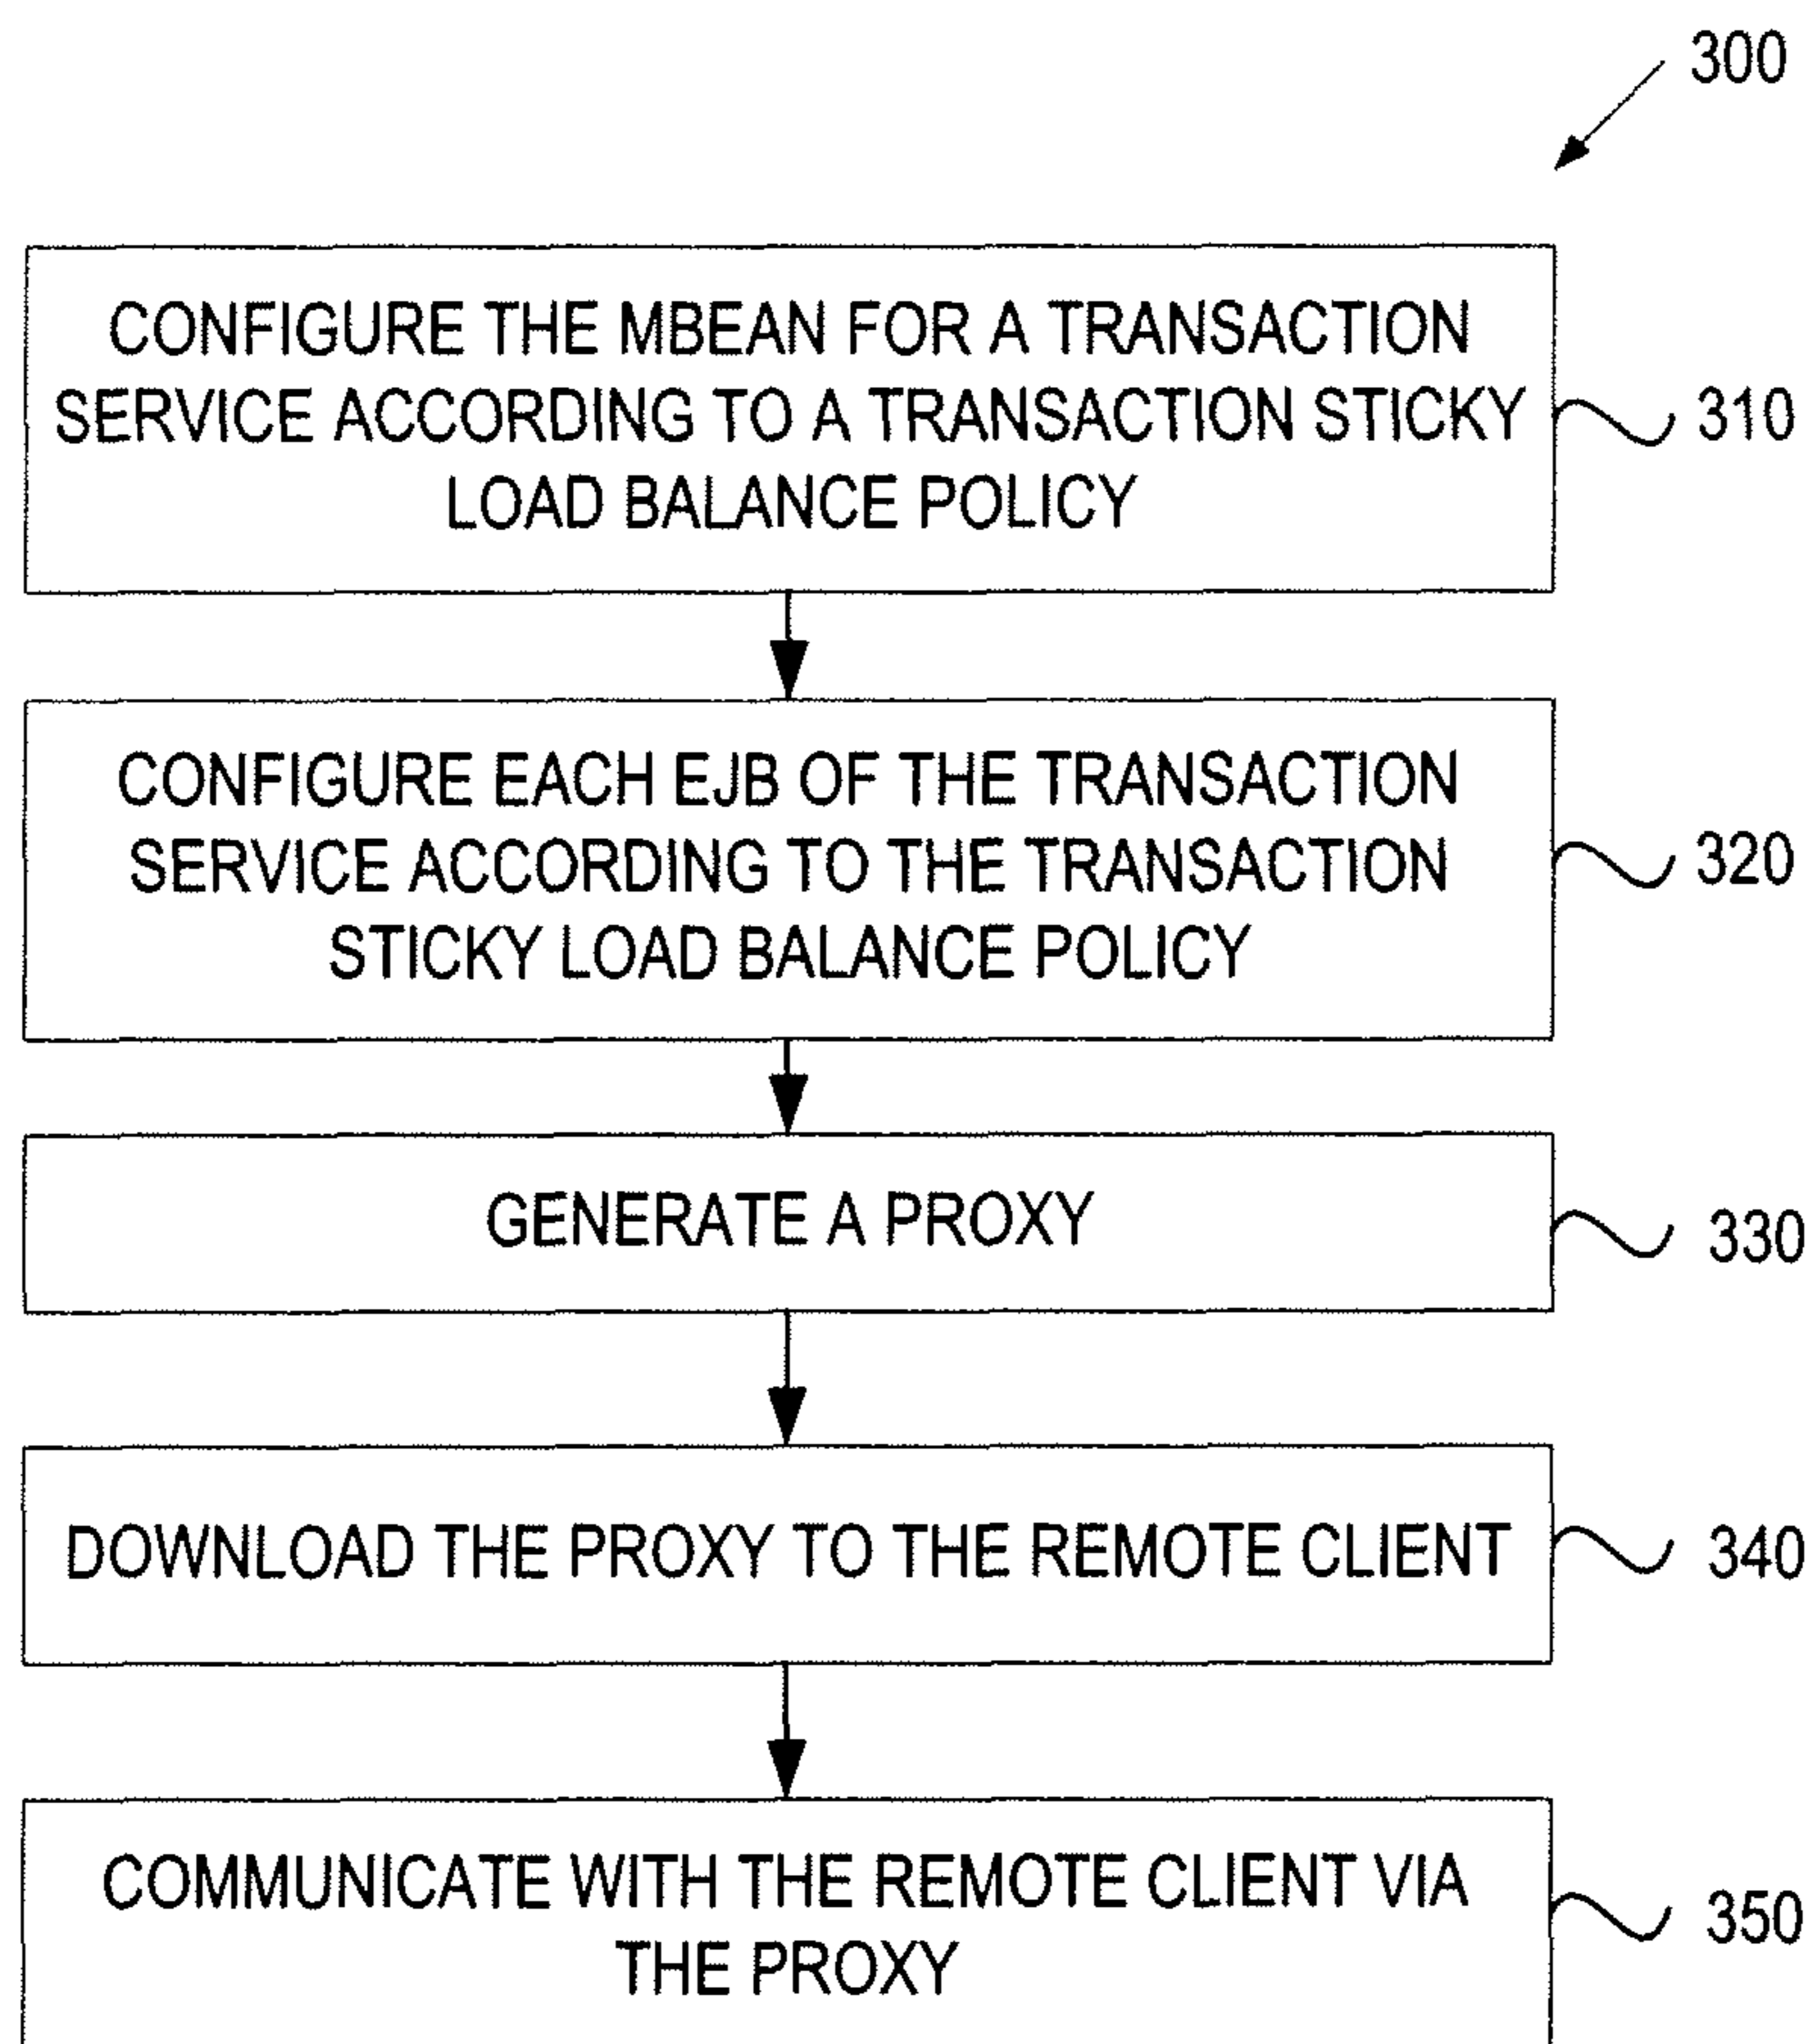 300
CONFIGURE THE MBEAN FOR A TRANSACTION
SERVICE ACCORDING TO A TRANSACTION STICKY
LOAD BALANCE POLICY
310
CONFIGURE EACH EJB OF THE TRANSACTION
SERVICE ACCORDING TO THE TRANSACTION
STICKY LOAD BALANCE POLICY
320
GENERATE A PROXY
330
DOWNLOAD THE PROXY TO THE REMOTE CLIENT
340
COMMUNICATE WITH THE REMOTE CLIENT VIA
THE PROXY
350